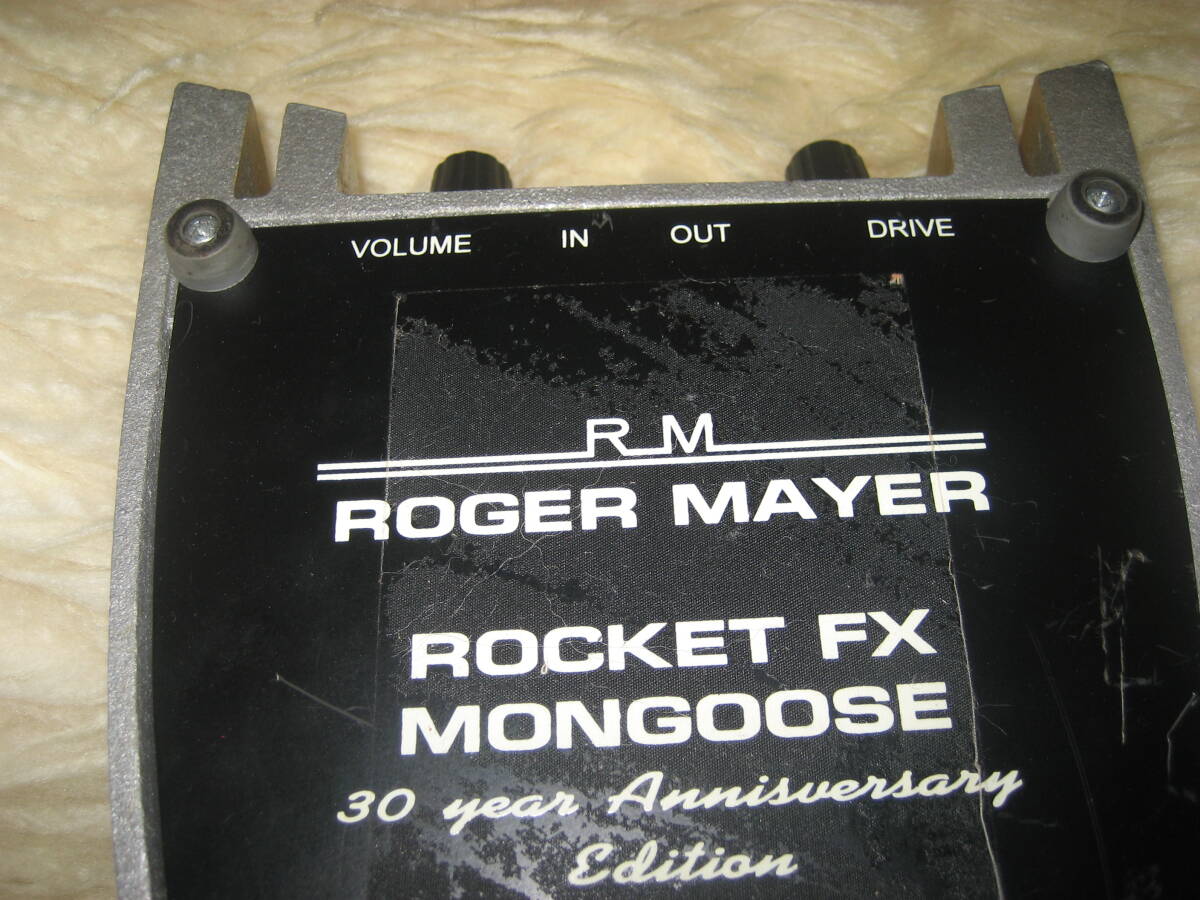 VOLUME IN OUT DRIVE
RM
ROGER MAYER
ROCKET FX
MONGOOSE
30 year Annisversary
Edition